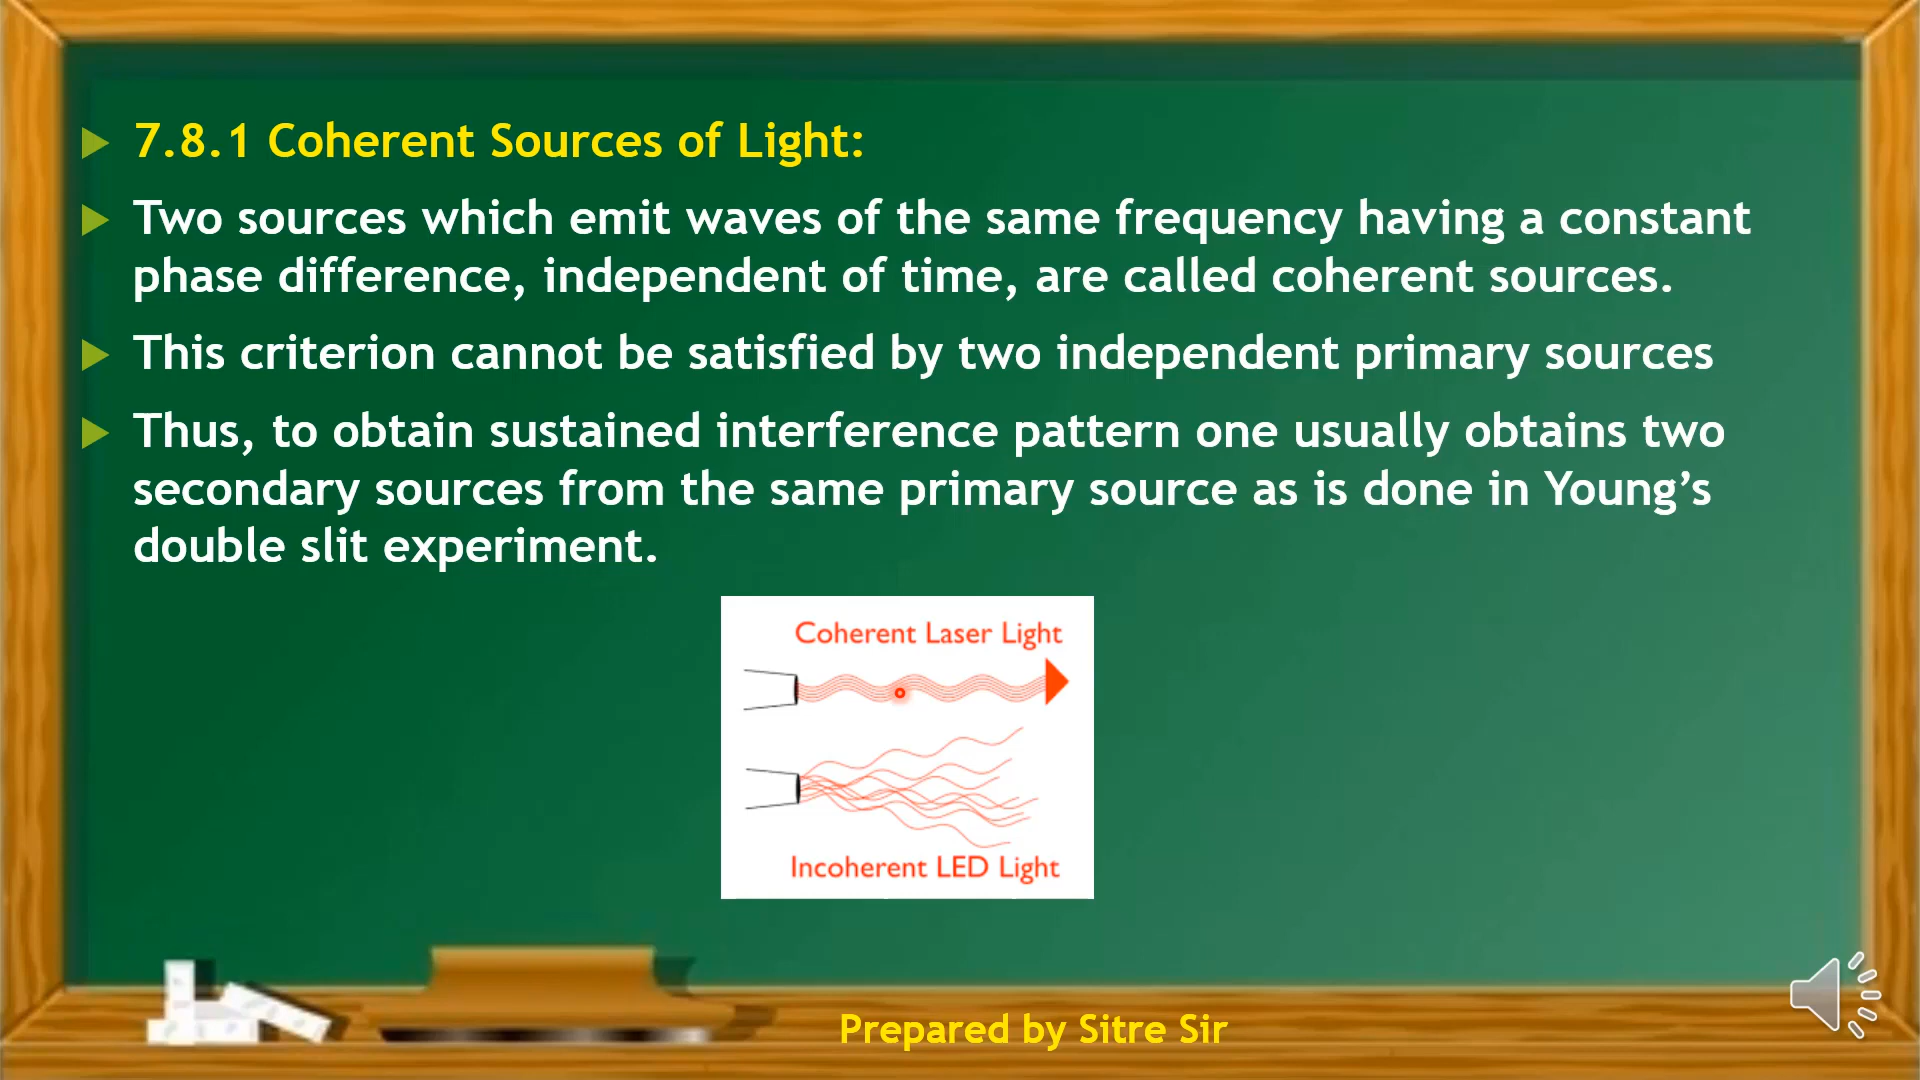 7.8.1 Coherent Sources of Light:
Two sources which emit waves of the same frequency having a constant
phase difference, independent of time, are called coherent sources.
This criterion cannot be satisfied by two independent primary sources
Thus, to obtain sustained interference pattern one usually obtains two
secondary sources from the same primary source as is done in Young’s
double slit experiment.
Coherent Laser Light
Incoherent LED Light
Prepared by Sitre Sir